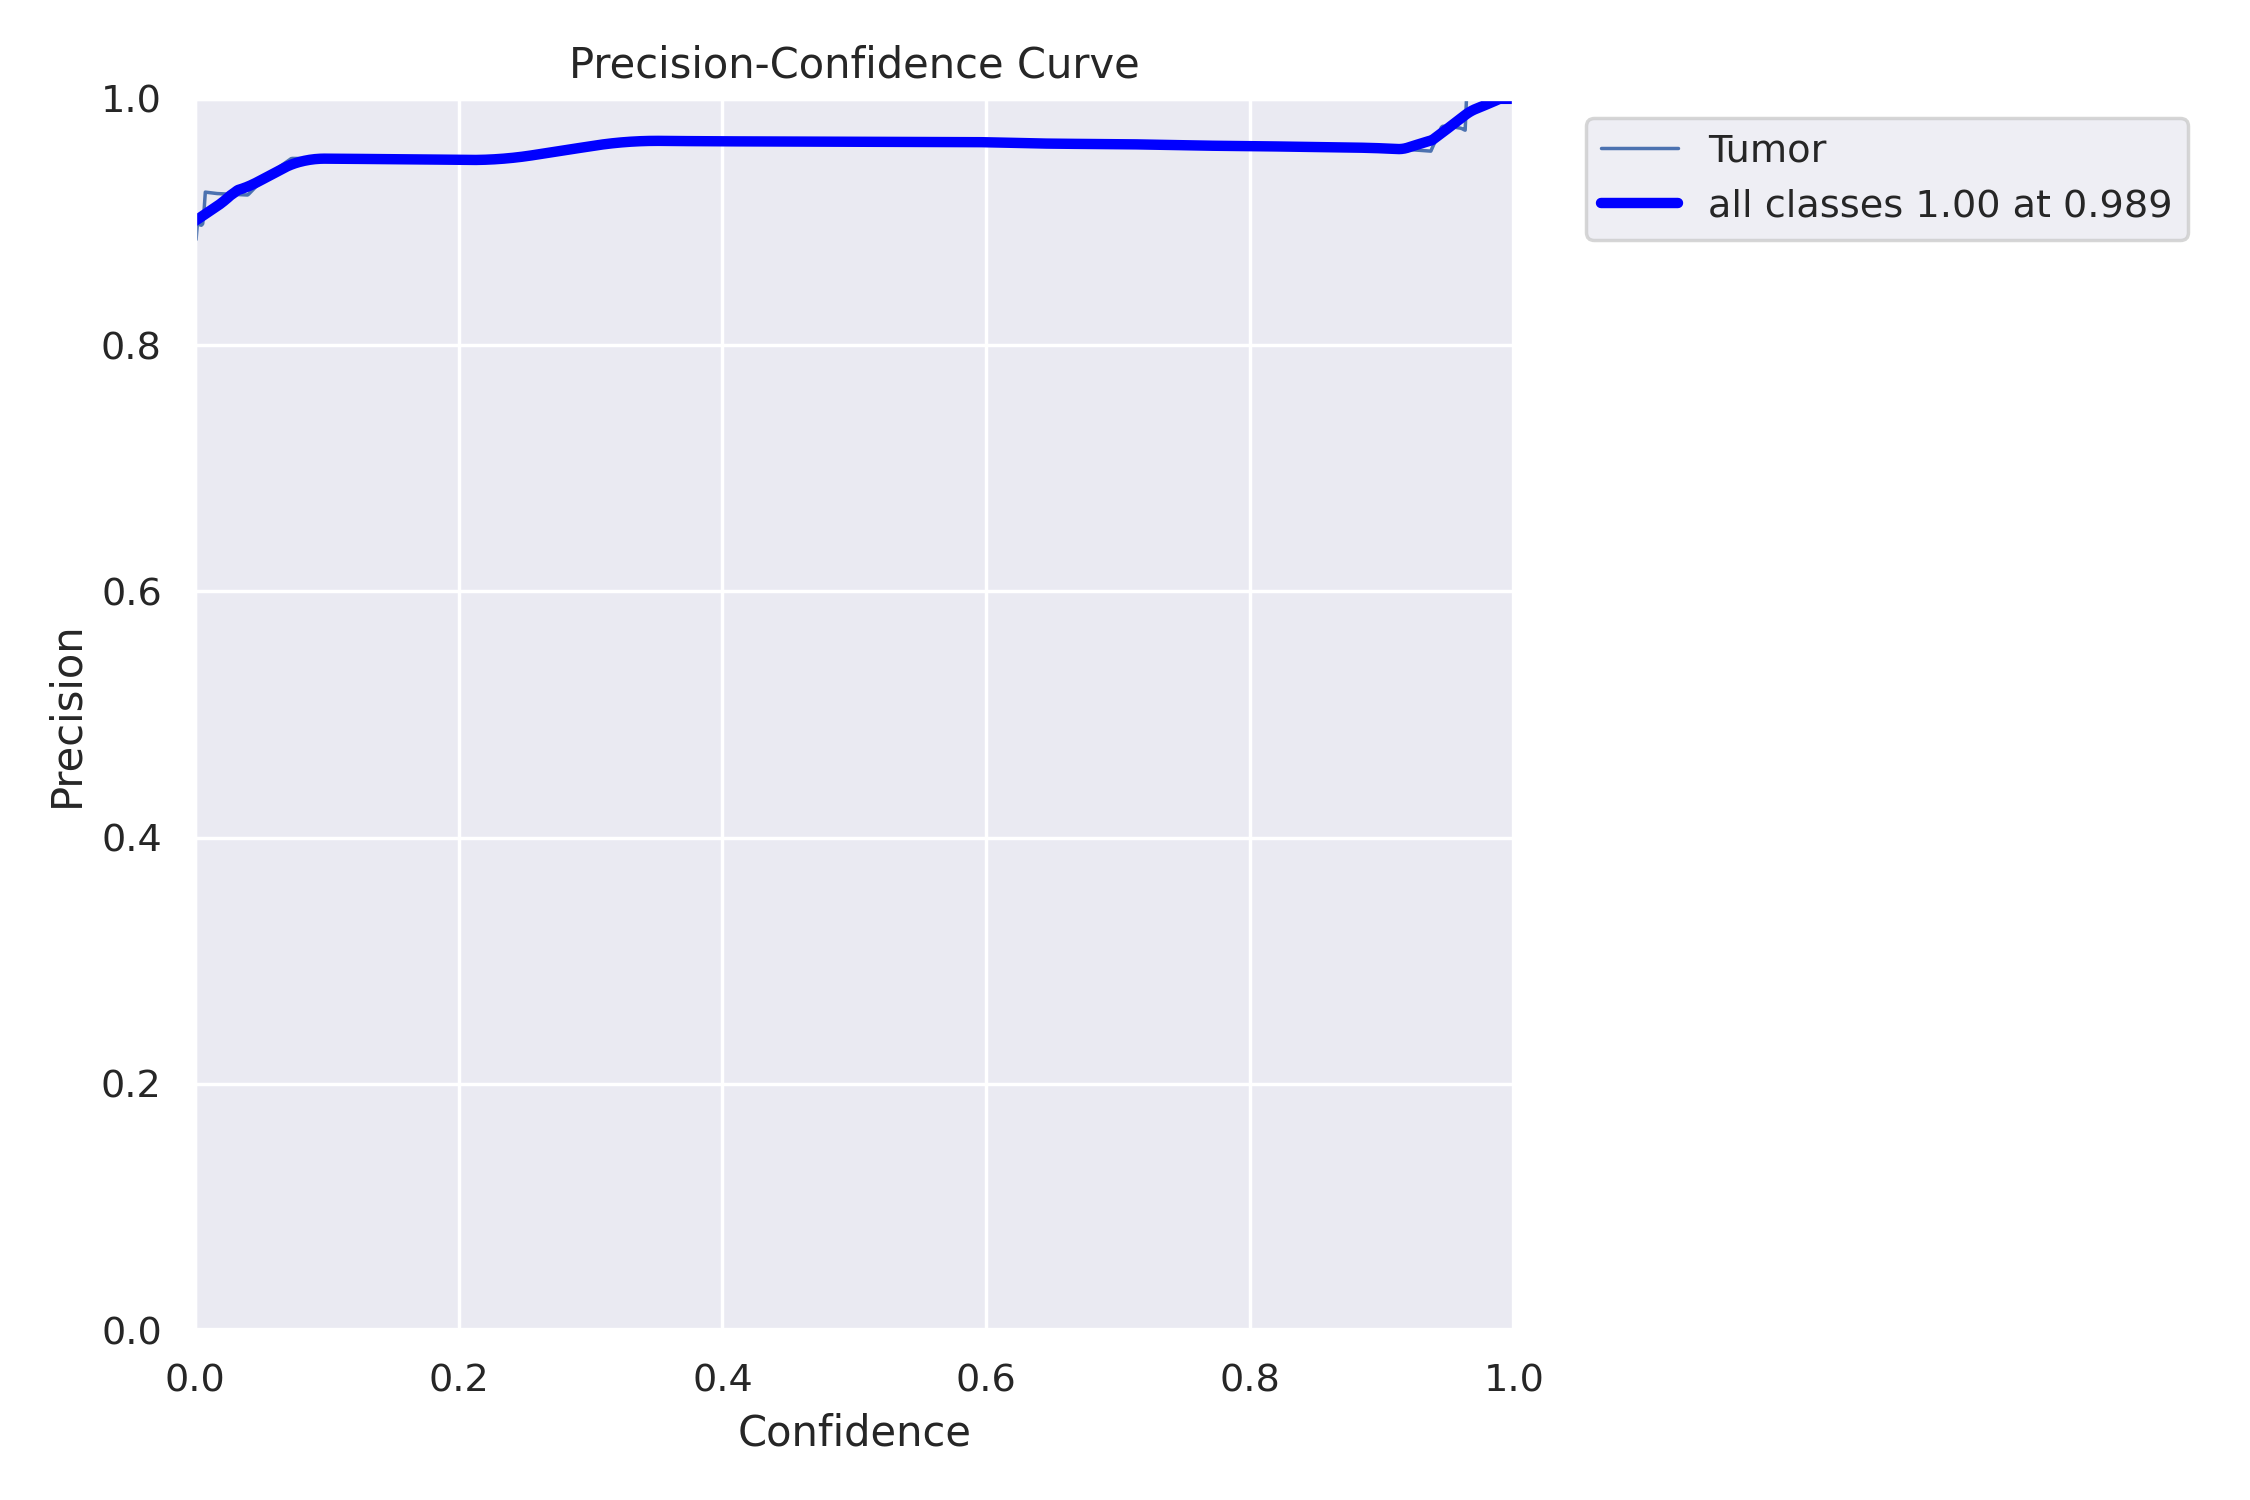 Precision-Confidence Curve
1.0
0.8
0.6
0.4
0.2
0.0
Precision
0.0 0.2 0.4 0.6 0.8 1.0
Confidence
Tumor
all classes 1.00 at 0.989